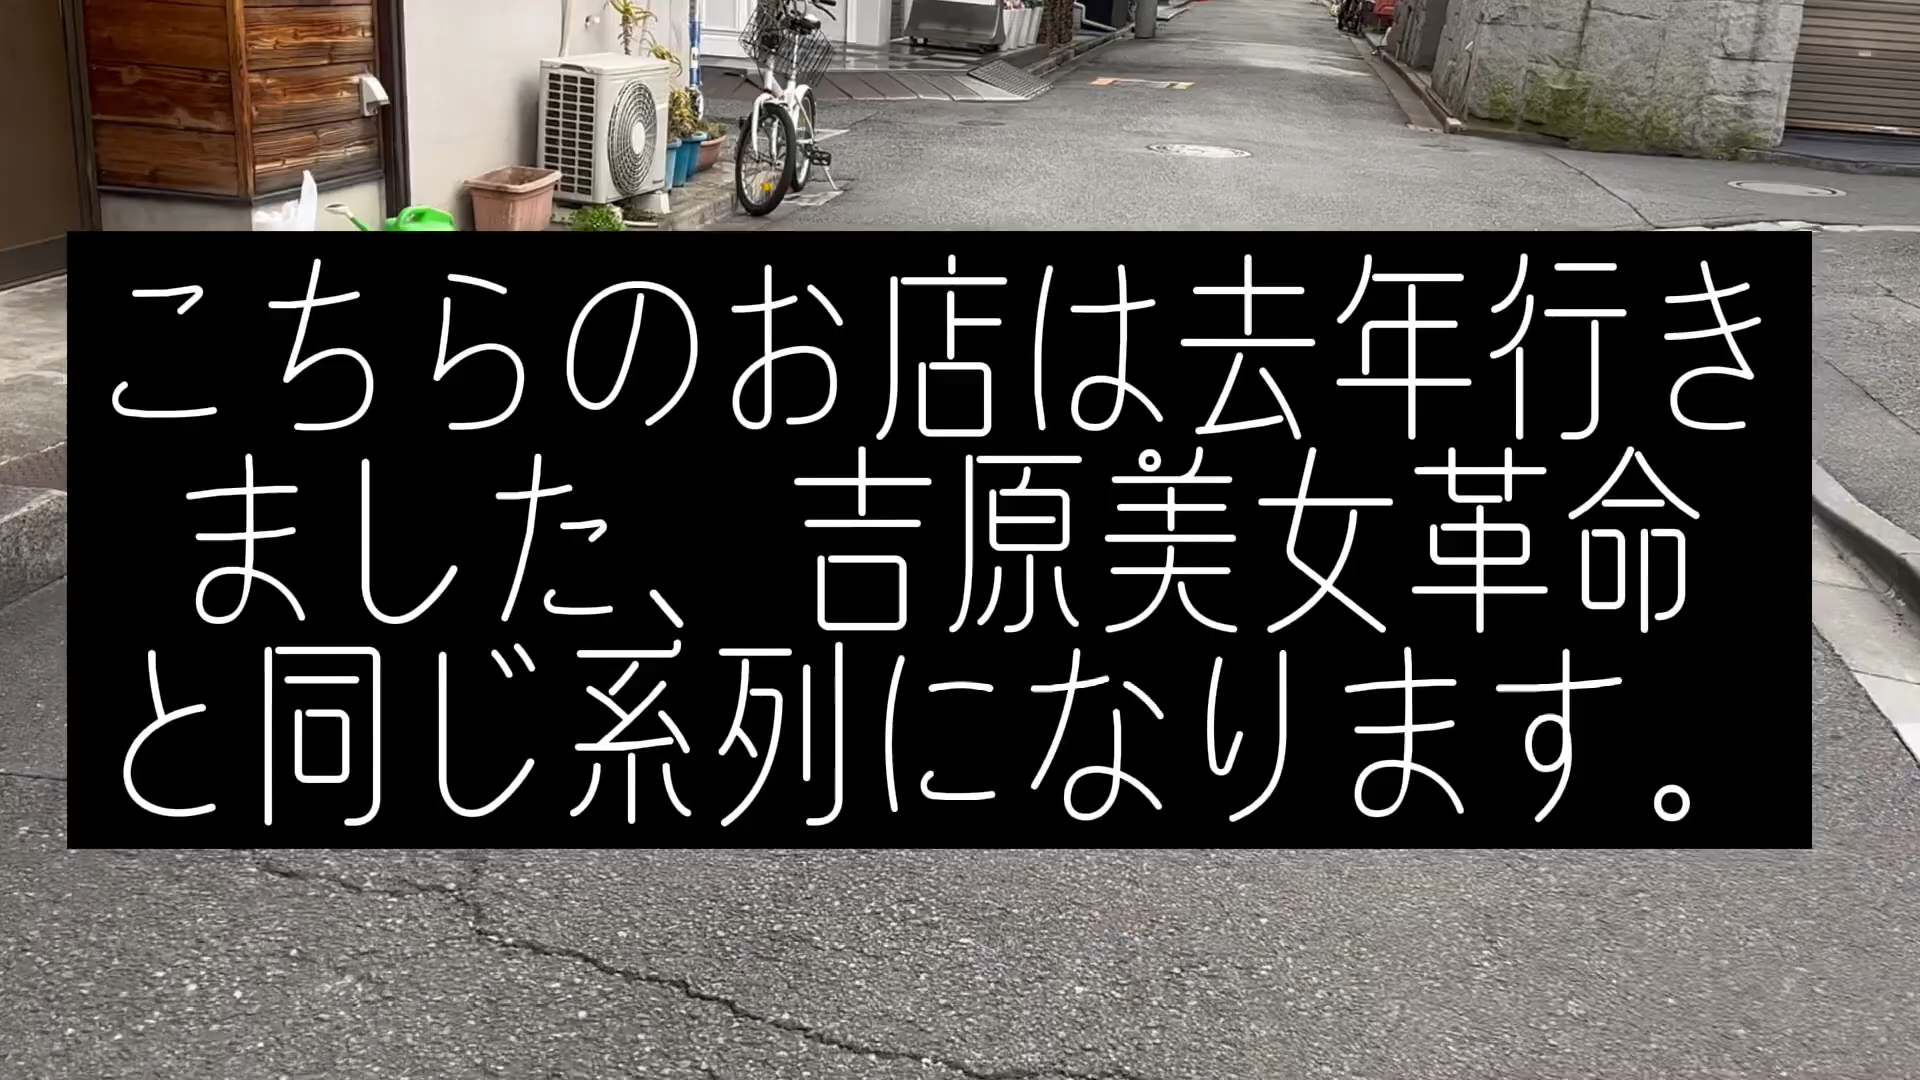 こちらのお店は去年行き
ました、吉原美女革命
と同じ系列になります。